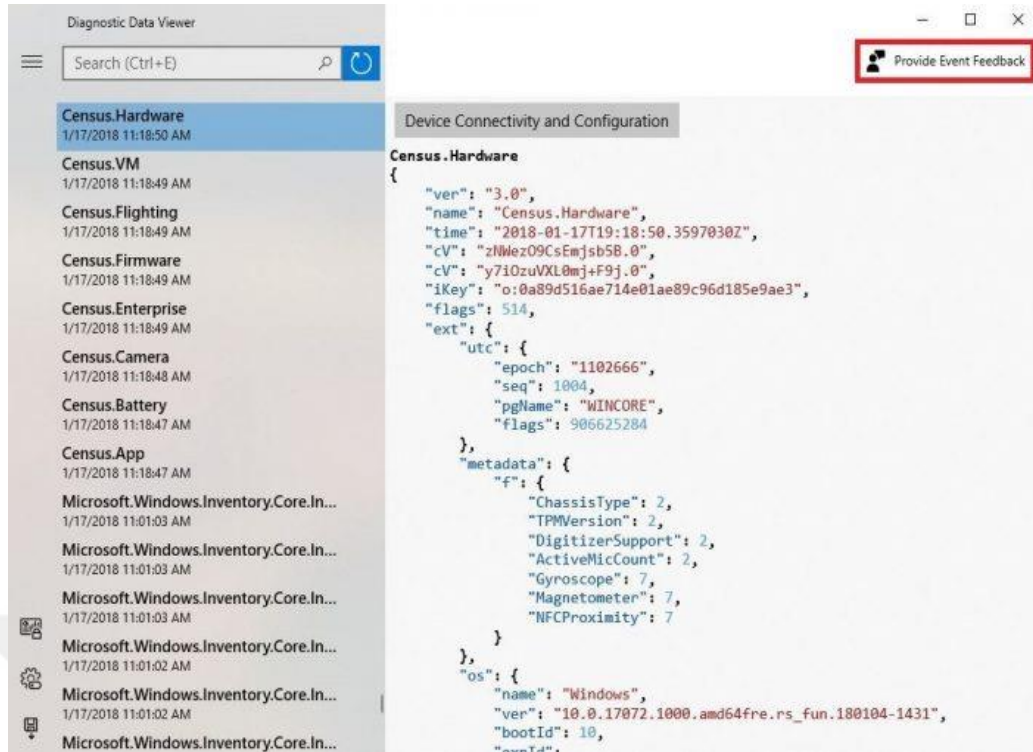 Diagnostic Data Viewer
Search (Ctrl+E)
Provide Event Feedback
Census.Hardware
1/17/2018 11:18:50 AM
Census.VM
1/17/2018 11:18:49 AM
Census.Flighting
1/17/2018 11:18:49 AM
Census.Firmware
1/17/2018 11:18:49 AM
Census.Enterprise
1/17/2018 11:18:49 AM
Census.Camera
1/17/2018 11:18:48 AM
Census.Battery
1/17/2018 11:18:47 AM
Census.App
1/17/2018 11:18:47 AM
Microsoft.Windows.Inventory.Core.In...
1/17/2018 11:01:03 AM
Microsoft.Windows.Inventory.Core.In...
1/17/2018 11:01:03 AM
Microsoft.Windows.Inventory.Core.In...
1/17/2018 11:01:03 AM
Microsoft.Windows.Inventory.Core.In...
1/17/2018 11:01:02 AM
Microsoft.Windows.Inventory.Core.In...
1/17/2018 11:01:02 AM
Microsoft.Windows.Inventory.Core.In...
Device Connectivity and Configuration
Census.Hardware
{
"ver": "3.0",
"name": "Census.Hardware",
"time": "2018-01-17T19:18:50.3597030Z",
"cV": "zNWezO9CsEmjsb5B.0",
"cV": "y7iOzuVXL0mj+F9j.0",
"iKey": "o:0a89d516ae714e01ae89c96d185e9ae3",
"flags": 514,
"ext": {
"utc": {
"epoch": "1102666",
"seq": 1004,
"pgName": "WINCORE",
"flags": 906625284
},
"metadata": {
"f": {
"ChassisType": 2,
"TPMVersion": 2,
"DigitizerSupport": 2,
"ActiveMicCount": 2,
"Gyroscope": 7,
"Magnetometer": 7,
"NFCProximity": 7
}
},
"os": {
"name": "Windows",
"ver": "10.0.17072.1000.amd64fre.rs_fun.180104-1431",
"bootId": 10,